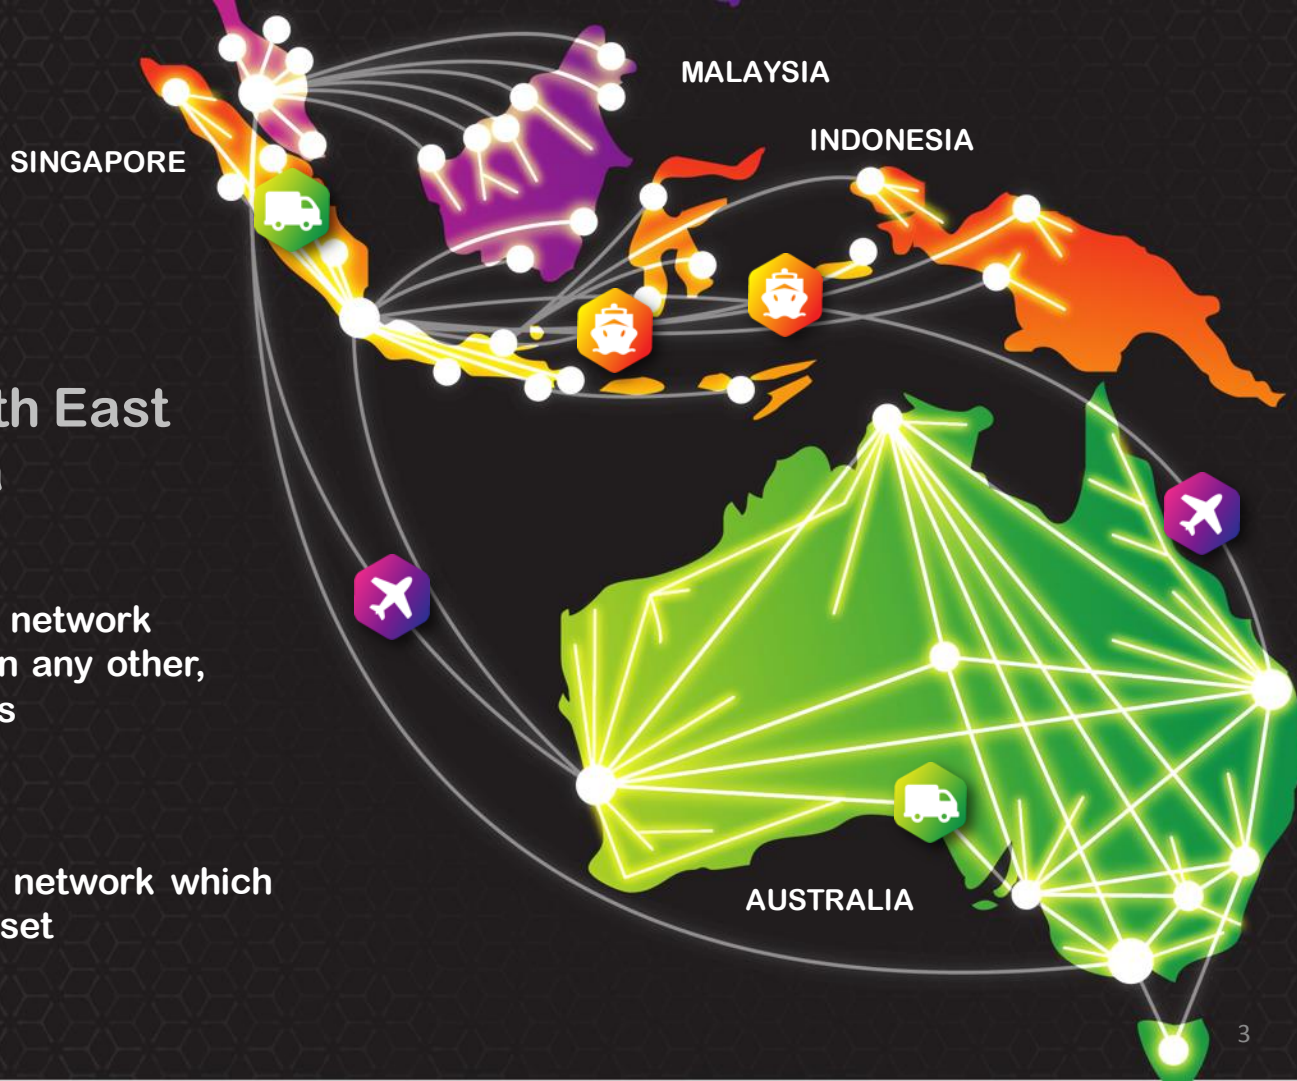 MALAYSIA
INDONESIA
SINGAPORE
th East
network
any other,
network which
set
AUSTRALIA
3